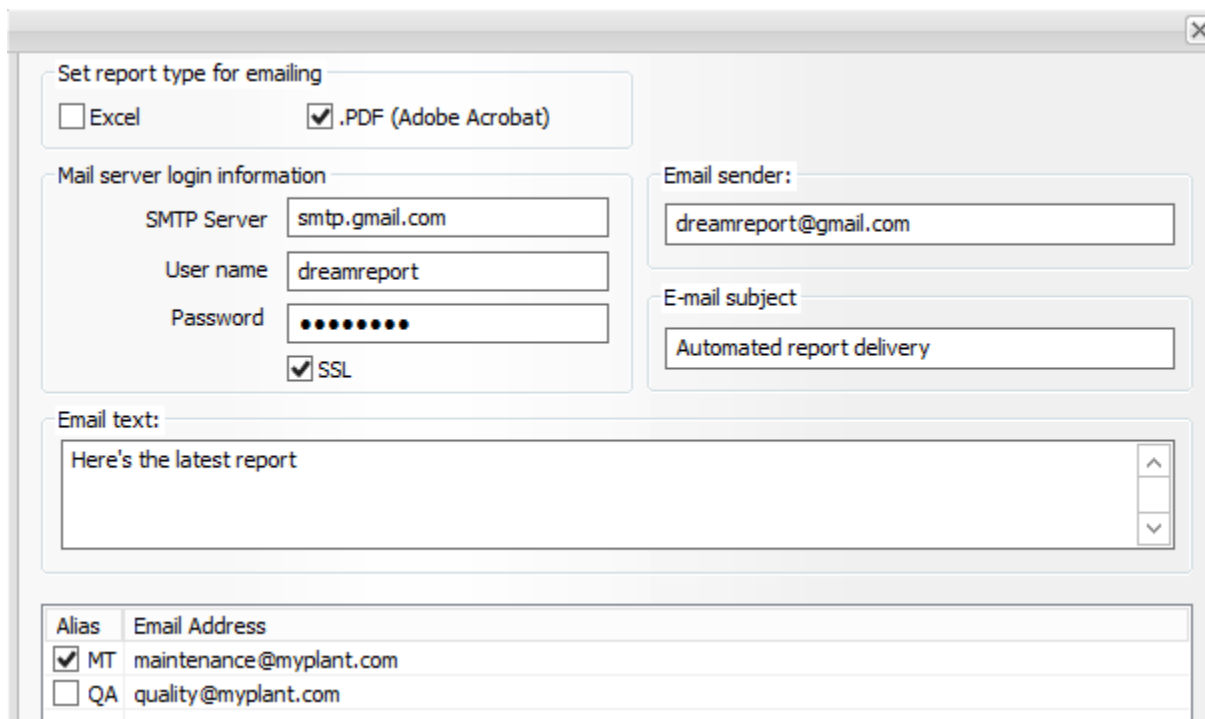 Set report type for emailing
Excel
.PDF (Adobe Acrobat)
Mail server login information
SMTP Server smtp.gmail.com
User name dreamreport
Password ••••••••
SSL
Email sender:
dreamreport@gmail.com
E-mail subject
Automated report delivery
Email text:
Here's the latest report
Alias Email Address
MT maintenance@myplant.com
QA quality@myplant.com